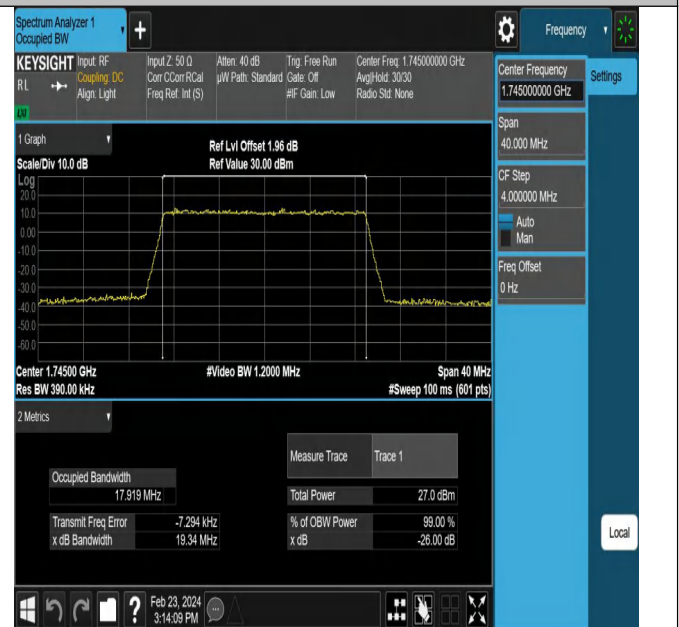 Spectrum Analyzer 1
Occupied BW
Frequency
KEYSIGHT Input: RF Input Z: 50 Ω Atten: 40 dB Trig: Free Run Center Freq: 1.745000000 GHz
Coupling: DC Corr CCorr RCal µW Path: Standard Gate: Off Avg|Hold: 30/30
RL Align: Light Freq Ref: Int (S) #IF Gain: Low Radio Std: None
Center Frequency
1.745000000 GHz
Settings
Span
40.000 MHz
CF Step
4.000000 MHz
Auto
Man
Freq Offset
0 Hz
Local
1 Graph
Ref Lvl Offset 1.96 dB
Scale/Div 10.0 dB Ref Value 30.00 dBm
Log
20.0
10.0
0.00
-10.0
-20.0
-30.0
-40.0
-50.0
-60.0
Center 1.74500 GHz #Video BW 1.2000 MHz Span 40 MHz
Res BW 390.00 kHz #Sweep 100 ms (601 pts)
2 Metrics
Measure Trace Trace 1
Occupied Bandwidth
17.919 MHz
Total Power 27.0 dBm
Transmit Freq Error -7.294 kHz % of OBW Power 99.00 %
x dB Bandwidth 19.34 MHz x dB -26.00 dB
Feb 23, 2024
3:14:09 PM